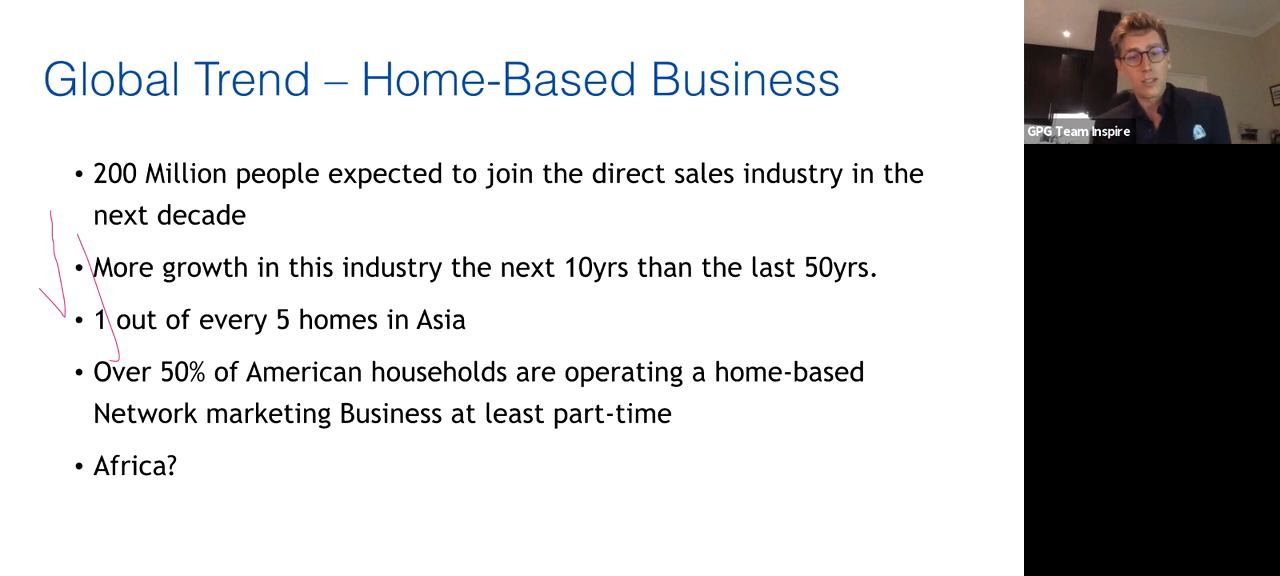 Global Trend – Home-Based Business
• 200 Million people expected to join the direct sales industry in the
next decade
• More growth in this industry the next 10yrs than the last 50yrs.
• 1 out of every 5 homes in Asia
• Over 50% of American households are operating a home-based
Network marketing Business at least part-time
• Africa?
GPG Team Inspire